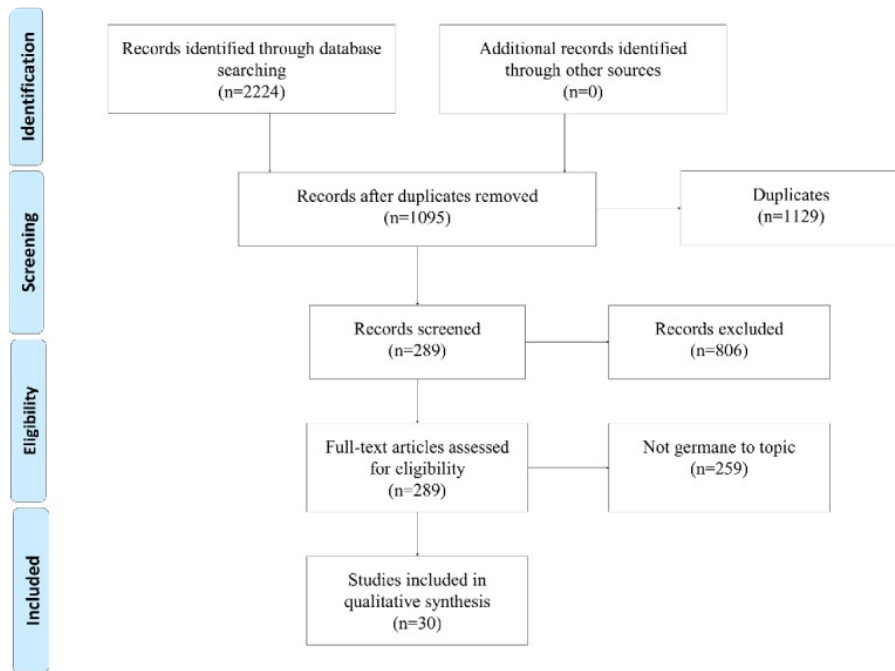 Identification
Records identified through database
searching
(n=2224)
Additional records identified
through other sources
(n=0)
Screening
Records after duplicates removed
(n=1095)
Duplicates
(n=1129)
Records screened
(n=289)
Records excluded
(n=806)
Eligibility
Full-text articles assessed
for eligibility
(n=289)
Not germane to topic
(n=259)
Included
Studies included in
qualitative synthesis
(n=30)